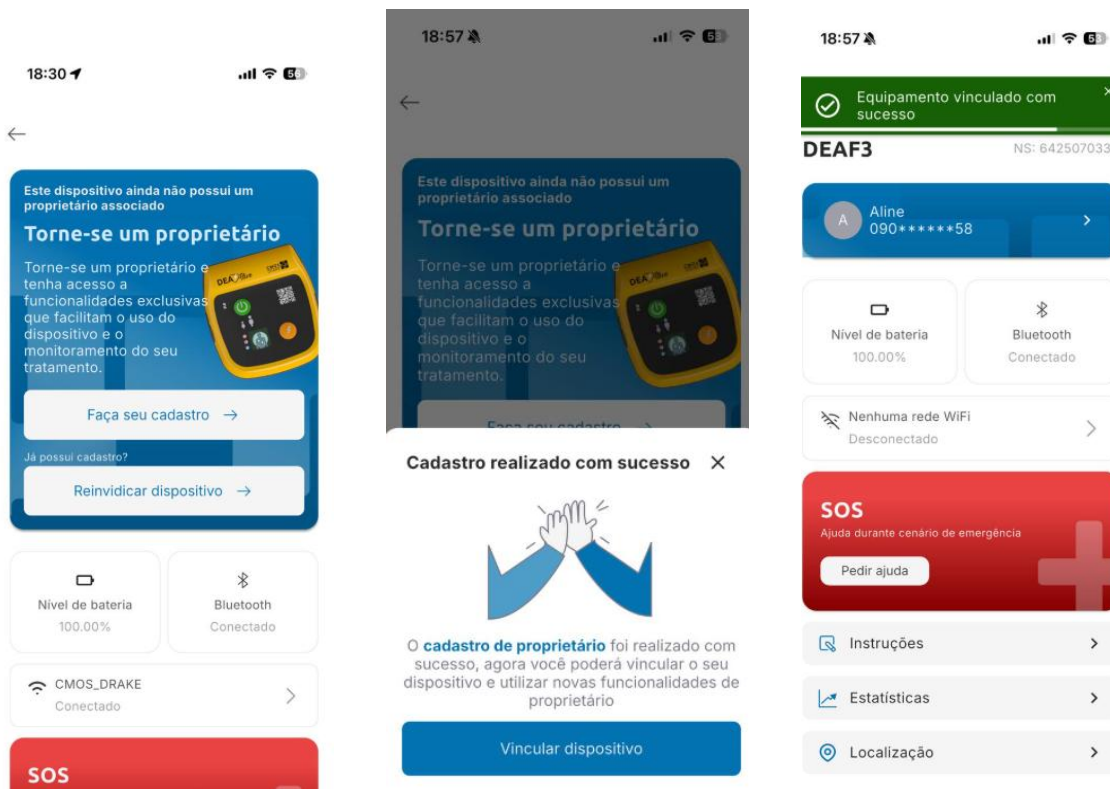 18:30
56
Este dispositivo ainda não possui um
proprietário associado
Torne-se um proprietário
Torne-se um proprietário e
tenha acesso a
funcionalidades exclusivas
que facilitam o uso do
dispositivo e o
monitoramento do seu
tratamento.
Faça seu cadastro →
Já possui cadastro?
Reinvidicar dispositivo →
Nível de bateria
100.00%
Bluetooth
Conectado
CMOS_DRAKE
Conectado
SOS
18:57
53
Este dispositivo ainda não possui um
proprietário associado
Torne-se um proprietário
Torne-se um proprietário e
tenha acesso a
funcionalidades exclusivas
que facilitam o uso do
dispositivo e o
monitoramento do seu
tratamento.
Faça seu cadastro
Cadastro realizado com sucesso
O cadastro de proprietário foi realizado com
sucesso, agora você poderá vincular o seu
dispositivo e utilizar novas funcionalidades de
proprietário
Vincular dispositivo
18:57
53
Equipamento vinculado com
sucesso
DEAF3
NS: 642507033
A
Aline
090******58
Nível de bateria
100.00%
Bluetooth
Conectado
Nenhuma rede WiFi
Desconectado
SOS
Ajuda durante cenário de emergência
Pedir ajuda
Instruções
Estatísticas
Localização